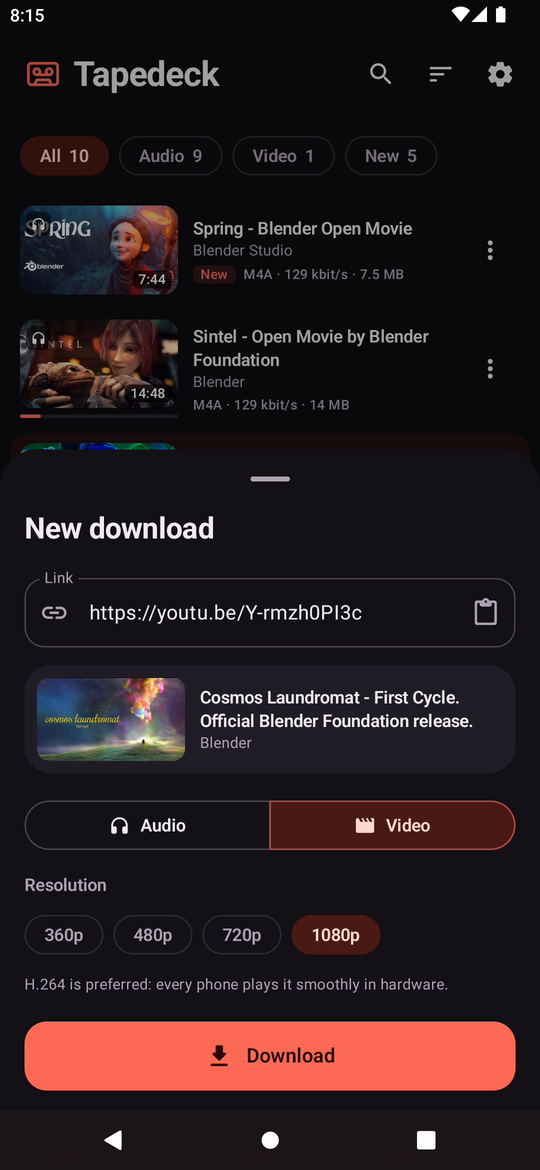 8:15
Tapedeck
All 10
Audio 9
Video 1
New 5
SPRING
blender
7:44
Spring - Blender Open Movie
Blender Studio
New M4A · 129 kbit/s · 7.5 MB
14:48
Sintel - Open Movie by Blender
Foundation
Blender
M4A · 129 kbit/s · 14 MB
New download
Link
https://youtu.be/Y-rmzh0PI3c
cosmos laundromat
Cosmos Laundromat - First Cycle.
Official Blender Foundation release.
Blender
Audio
Video
Resolution
360p
480p
720p
1080p
H.264 is preferred: every phone plays it smoothly in hardware.
Download